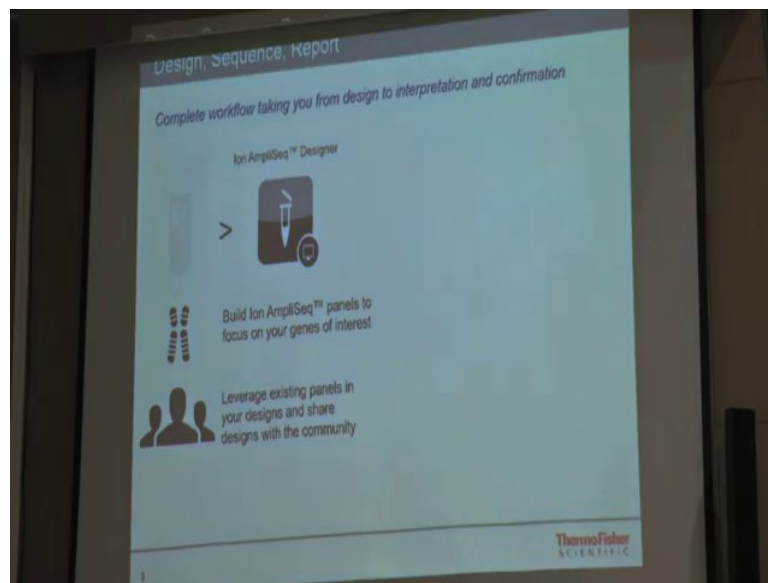 Design, Sequence, Report
Complete workflow taking you from design to interpretation and confirmation
Ion AmpliSeq™ Designer
>
Build Ion AmpliSeq™ panels to
focus on your genes of interest
Leverage existing panels in
your designs and share
designs with the community
ThermoFisher
SCIENTIFIC